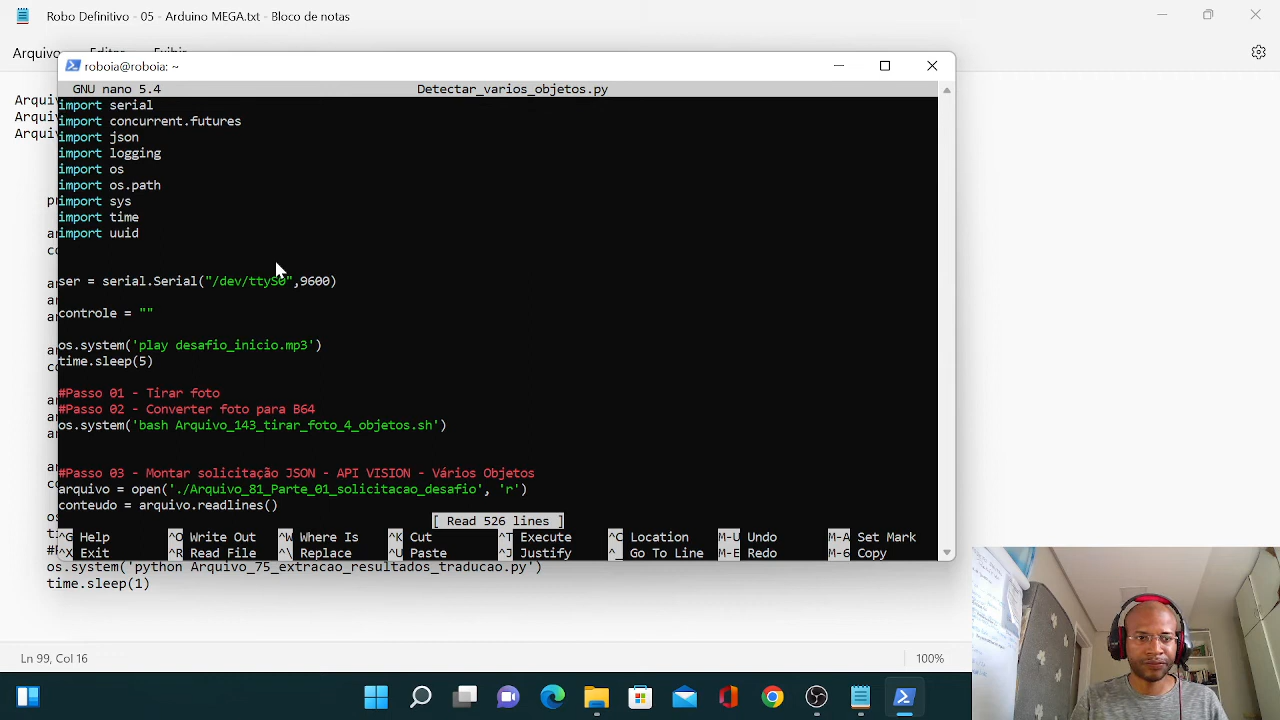 Robo Definitivo - 05 - Arduino MEGA.txt - Bloco de notas
Arquivo Editar Exibir
roboia@roboia: ~
GNU nano 5.4 Detectar_varios_objetos.py
import serial
import concurrent.futures
import json
import logging
import os
import os.path
import sys
import time
import uuid
ser = serial.Serial("/dev/ttyS0",9600)
controle = ""
os.system('play desafio_inicio.mp3')
time.sleep(5)
#Passo 01 - Tirar foto
#Passo 02 - Converter foto para B64
os.system('bash Arquivo_143_tirar_foto_4_objetos.sh')
#Passo 03 - Montar solicitação JSON - API VISION - Vários Objetos
arquivo = open('./Arquivo_81_Parte_01_solicitacao_desafio', 'r')
conteudo = arquivo.readlines()
[ Read 526 lines ]
^G Help ^O Write Out ^W Where Is ^K Cut ^T Execute ^C Location M-U Undo M-A Set Mark
^X Exit ^R Read File ^\ Replace ^U Paste ^J Justify ^_ Go To Line M-E Redo M-6 Copy
os.system('python Arquivo_75_extracao_resultados_traducao.py')
time.sleep(1)
Ln 99, Col 16 100%